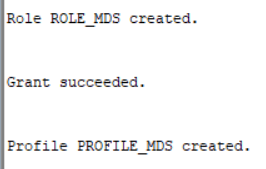 Role ROLE_MDS created.
Grant succeeded.
Profile PROFILE_MDS created.